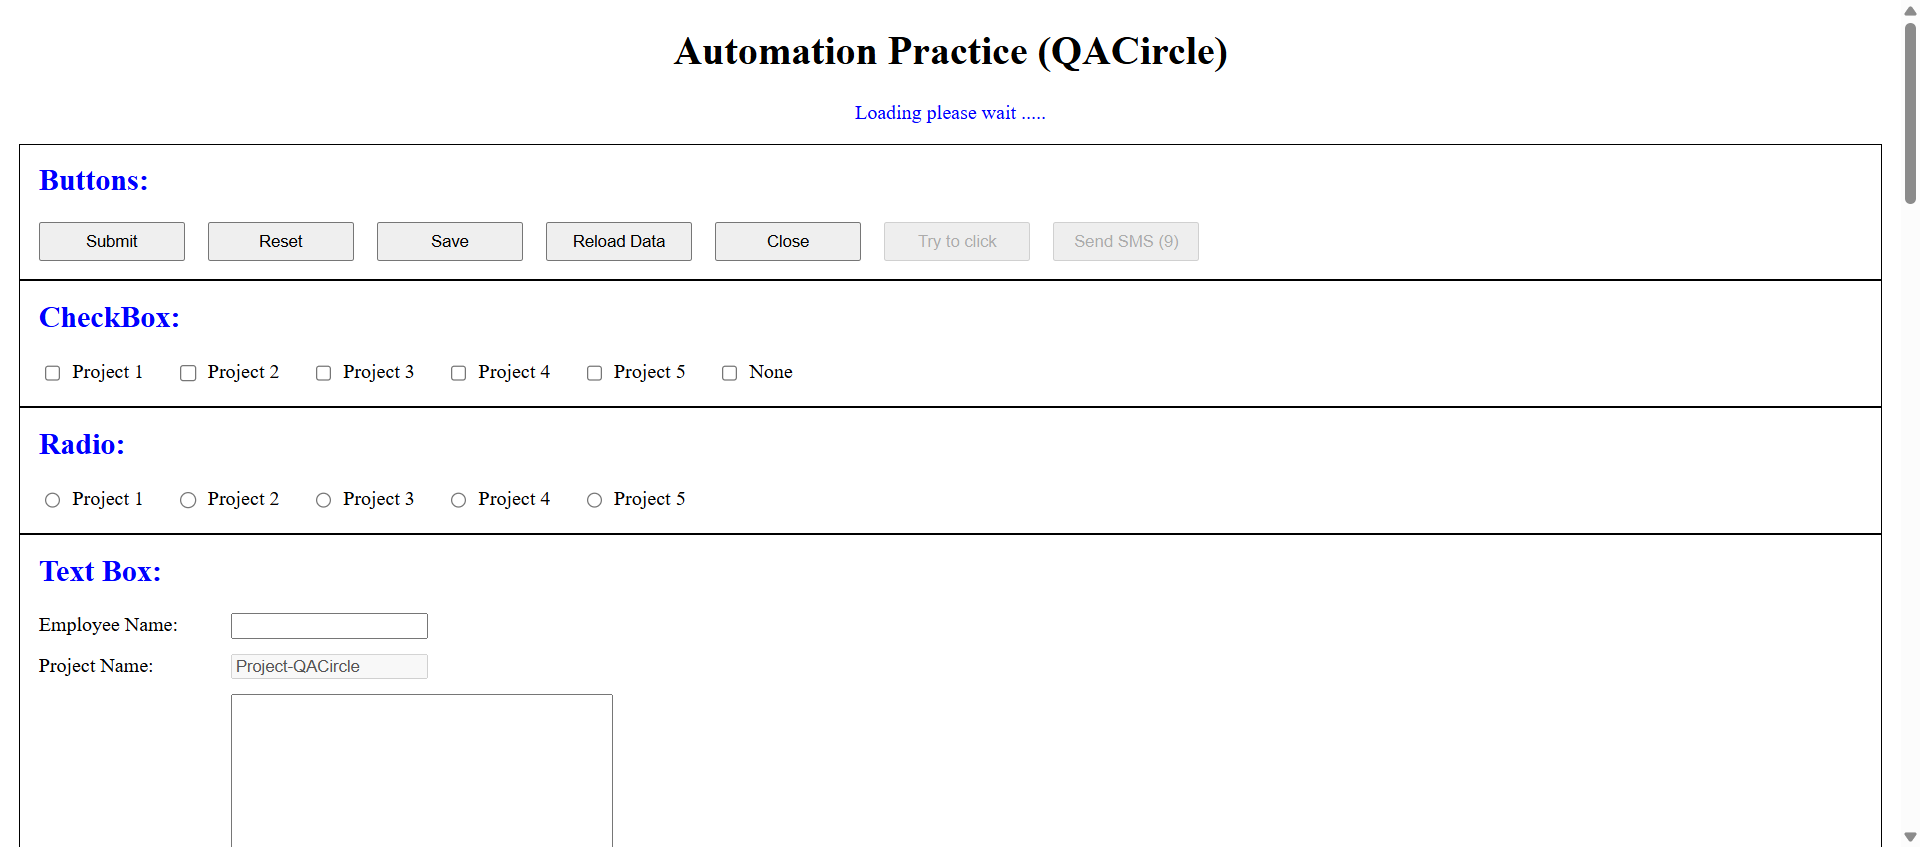 Automation Practice (QACircle)
Loading please wait .....
Buttons:
Submit Reset Save Reload Data Close Try to click Send SMS (9)
CheckBox:
Project 1 Project 2 Project 3 Project 4 Project 5 None
Radio:
Project 1 Project 2 Project 3 Project 4 Project 5
Text Box:
Employee Name:
Project Name: Project-QACircle